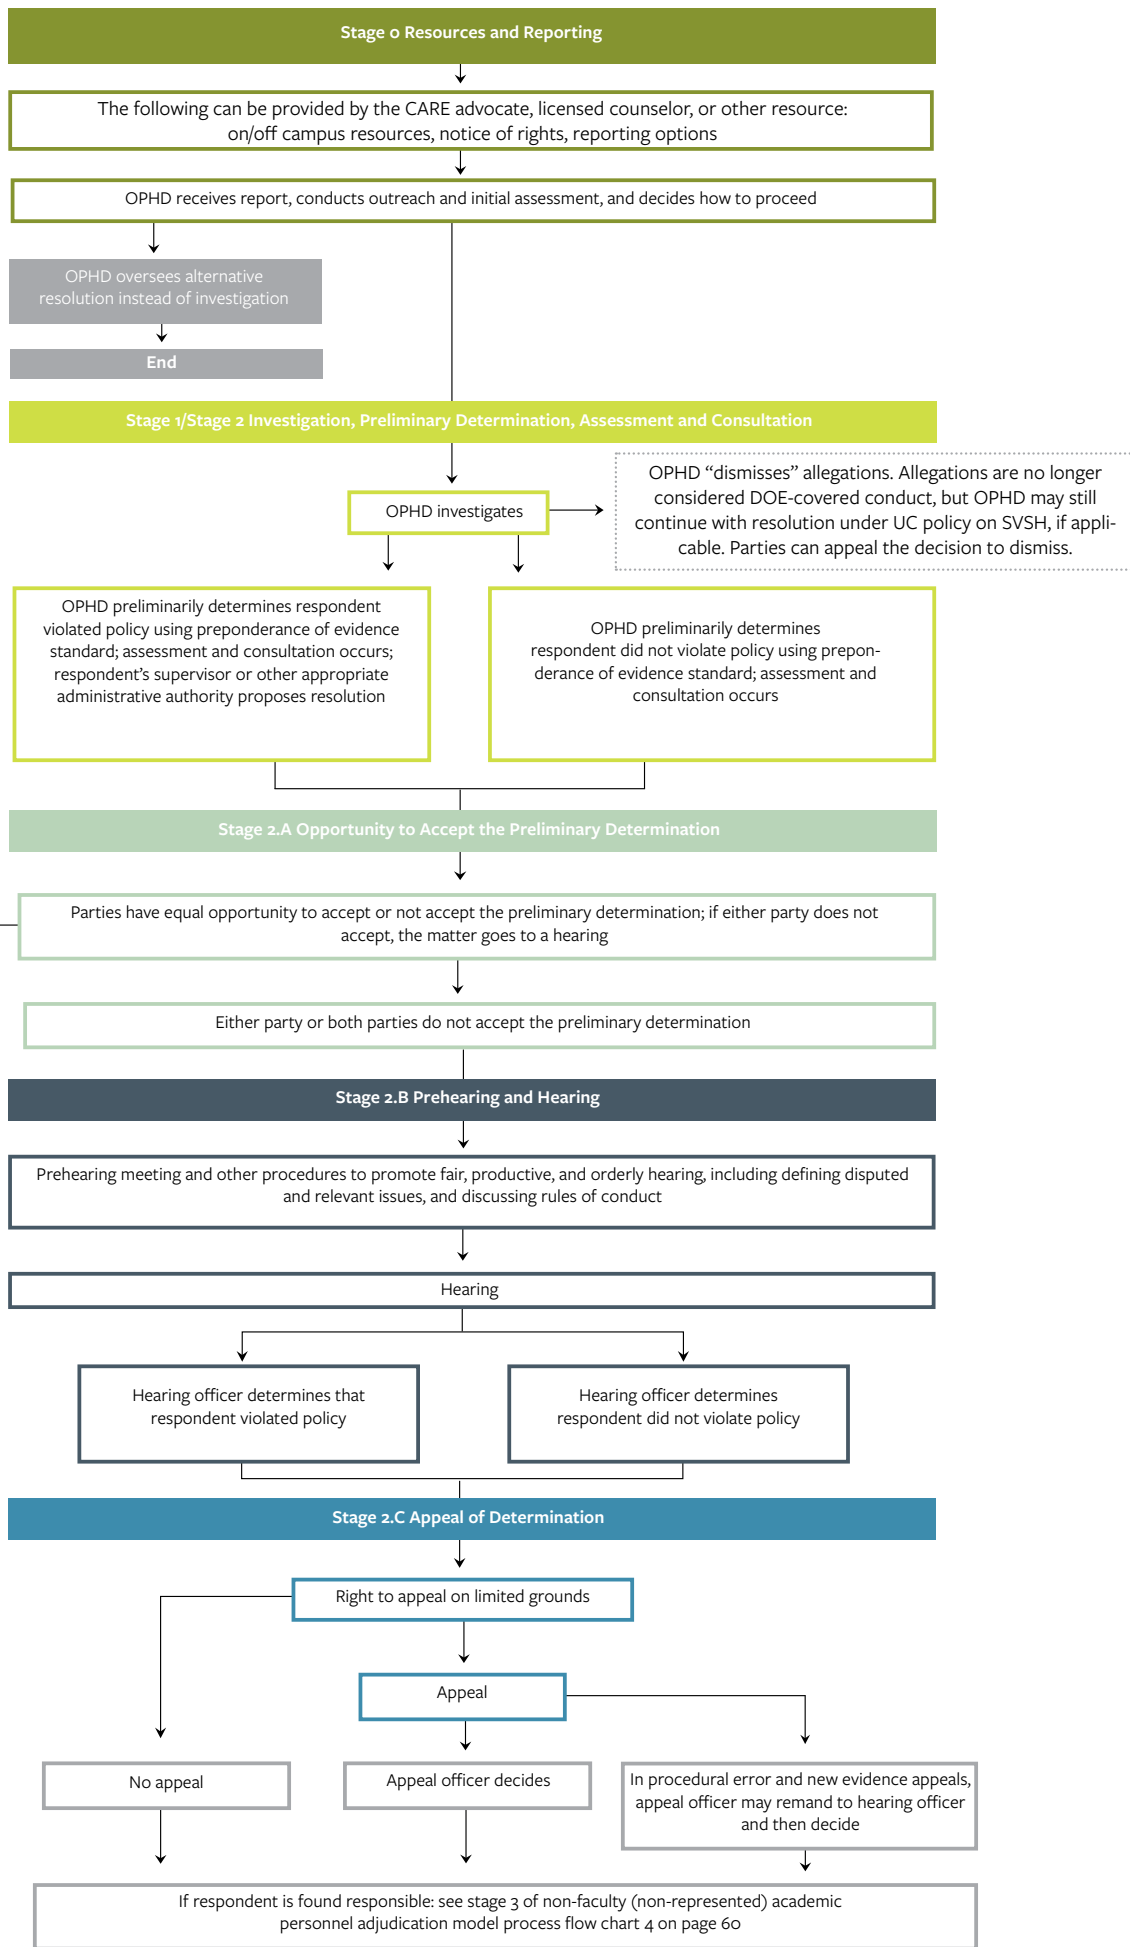 Stage 0 Resources and Reporting
The following can be provided by the CARE advocate, licensed counselor, or other resource:
on/off campus resources, notice of rights, reporting options
OPHD receives report, conducts outreach and initial assessment, and decides how to proceed
OPHD oversees alternative
resolution instead of investigation
End
Stage 1/Stage 2 Investigation, Preliminary Determination, Assessment and Consultation
OPHD investigates
OPHD “dismisses” allegations. Allegations are no longer
considered DOE-covered conduct, but OPHD may still
continue with resolution under UC policy on SVSH, if appli-
cable. Parties can appeal the decision to dismiss.
OPHD preliminarily determines respondent
violated policy using preponderance of evidence
standard; assessment and consultation occurs;
respondent’s supervisor or other appropriate
administrative authority proposes resolution
OPHD preliminarily determines
respondent did not violate policy using prepon-
derance of evidence standard; assessment and
consultation occurs
Stage 2.A Opportunity to Accept the Preliminary Determination
Parties have equal opportunity to accept or not accept the preliminary determination; if either party does not
accept, the matter goes to a hearing
Either party or both parties do not accept the preliminary determination
Stage 2.B Prehearing and Hearing
Prehearing meeting and other procedures to promote fair, productive, and orderly hearing, including defining disputed
and relevant issues, and discussing rules of conduct
Hearing
Hearing officer determines that
respondent violated policy
Hearing officer determines
respondent did not violate policy
Stage 2.C Appeal of Determination
Right to appeal on limited grounds
Appeal
No appeal
Appeal officer decides
In procedural error and new evidence appeals,
appeal officer may remand to hearing officer
and then decide
If respondent is found responsible: see stage 3 of non-faculty (non-represented) academic
personnel adjudication model process flow chart 4 on page 60